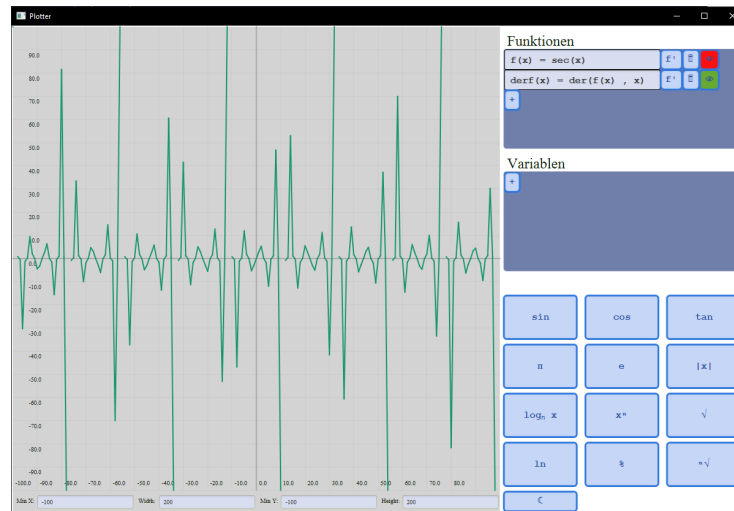 Plotter
Funktionen
f(x) = sec(x)
f'
derf(x) = der(f(x) , x)
f'
+
Variablen
+
90.0
80.0
70.0
60.0
50.0
40.0
30.0
20.0
10.0
0.0
-10.0
-20.0
-30.0
-40.0
-50.0
-60.0
-70.0
-80.0
-90.0
-100.0 -90.0 -80.0 -70.0 -60.0 -50.0 -40.0 -30.0 -20.0 -10.0 0.0 10.0 20.0 30.0 40.0 50.0 60.0 70.0 80.0 90.0
Min X: -100 Width: 200 Min Y: -100 Height: 200
sin cos tan
π e |x|
logₙ x xⁿ √
ln % ⁿ√